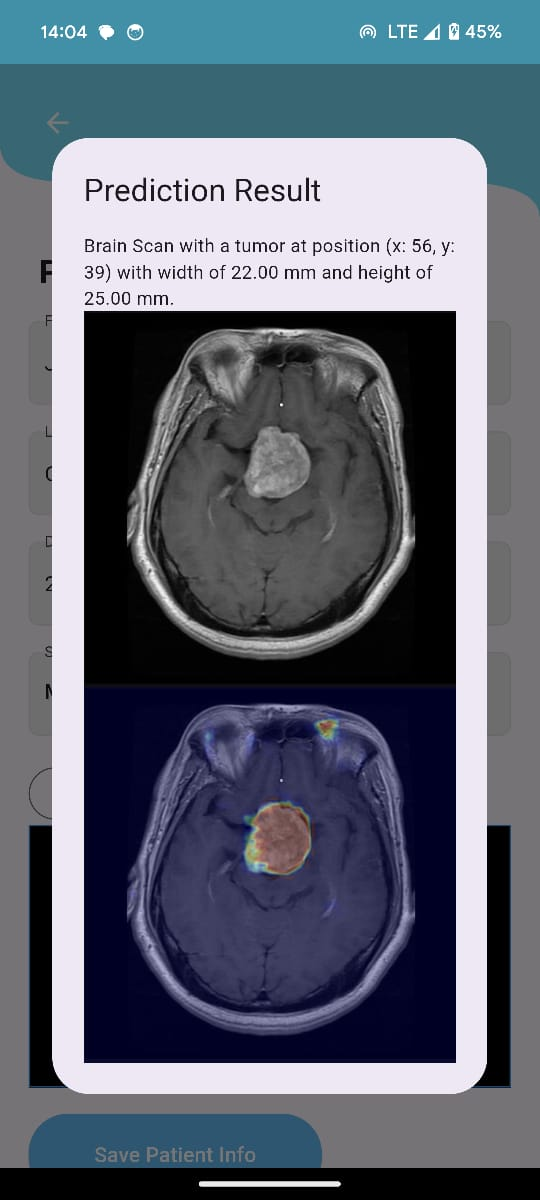 14:04 LTE 45%
Prediction Result
Brain Scan with a tumor at position (x: 56, y:
39) with width of 22.00 mm and height of
25.00 mm.
Save Patient Info